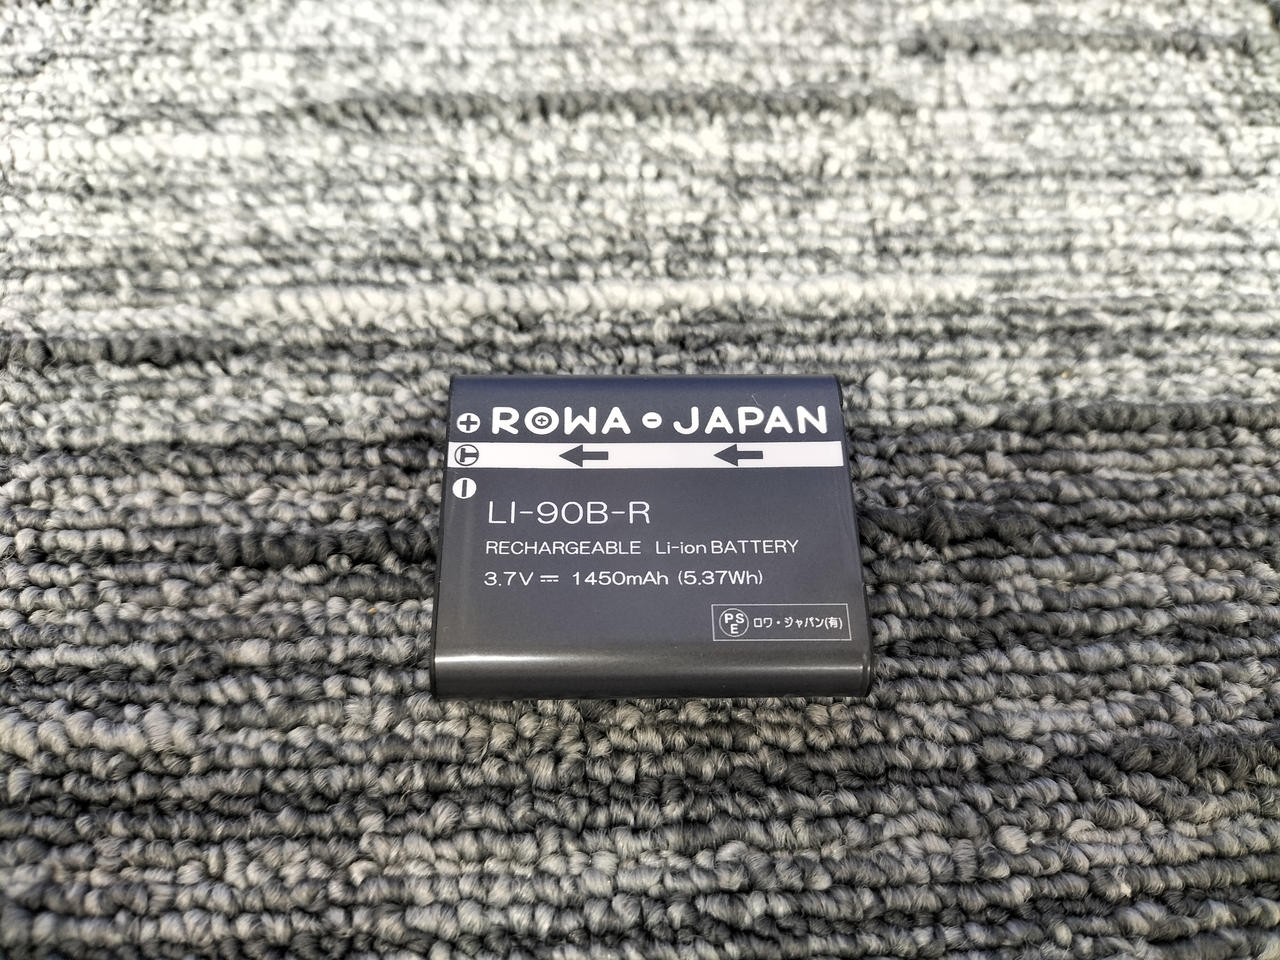 ROWA JAPAN
LI-90B-R
RECHARGEABLE Li-ion BATTERY
3.7V 1450mAh (5.37Wh)
PSE ロワ・ジャパン(有)